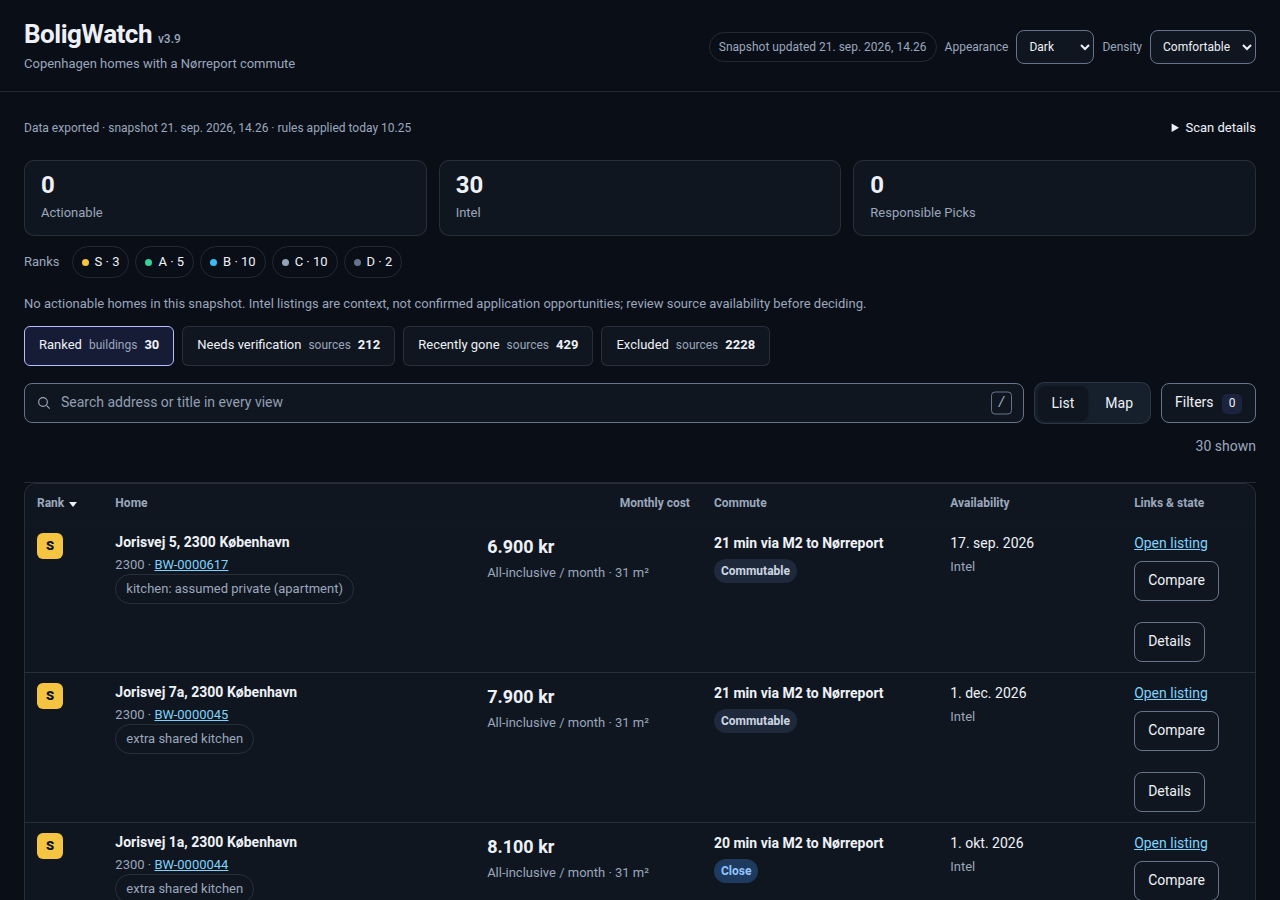 BoligWatch v3.9
Copenhagen homes with a Nørreport commute
Snapshot updated 21. sep. 2026, 14.26 Appearance Dark Density Comfortable
Data exported · snapshot 21. sep. 2026, 14.26 · rules applied today 10.25
Scan details
0
Actionable
30
Intel
0
Responsible Picks
Ranks S · 3 A · 5 B · 10 C · 10 D · 2
No actionable homes in this snapshot. Intel listings are context, not confirmed application opportunities; review source availability before deciding.
Ranked buildings 30 Needs verification sources 212 Recently gone sources 429 Excluded sources 2228
Search address or title in every view / List Map Filters 0
30 shown
Rank Home Monthly cost Commute Availability Links & state
S
Jorisvej 5, 2300 København
2300 · BW-0000617
kitchen: assumed private (apartment)
6.900 kr
All-inclusive / month · 31 m²
21 min via M2 to Nørreport
Commutable
17. sep. 2026
Intel
Open listing
Compare
Details
S
Jorisvej 7a, 2300 København
2300 · BW-0000045
extra shared kitchen
7.900 kr
All-inclusive / month · 31 m²
21 min via M2 to Nørreport
Commutable
1. dec. 2026
Intel
Open listing
Compare
Details
S
Jorisvej 1a, 2300 København
2300 · BW-0000044
extra shared kitchen
8.100 kr
All-inclusive / month · 31 m²
20 min via M2 to Nørreport
Close
1. okt. 2026
Intel
Open listing
Compare